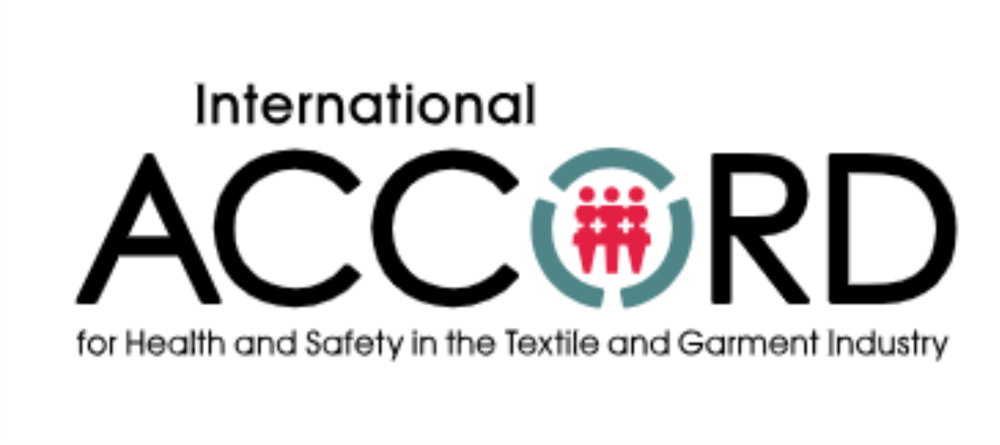 International
ACCORD
for Health and Safety in the Textile and Garment Industry